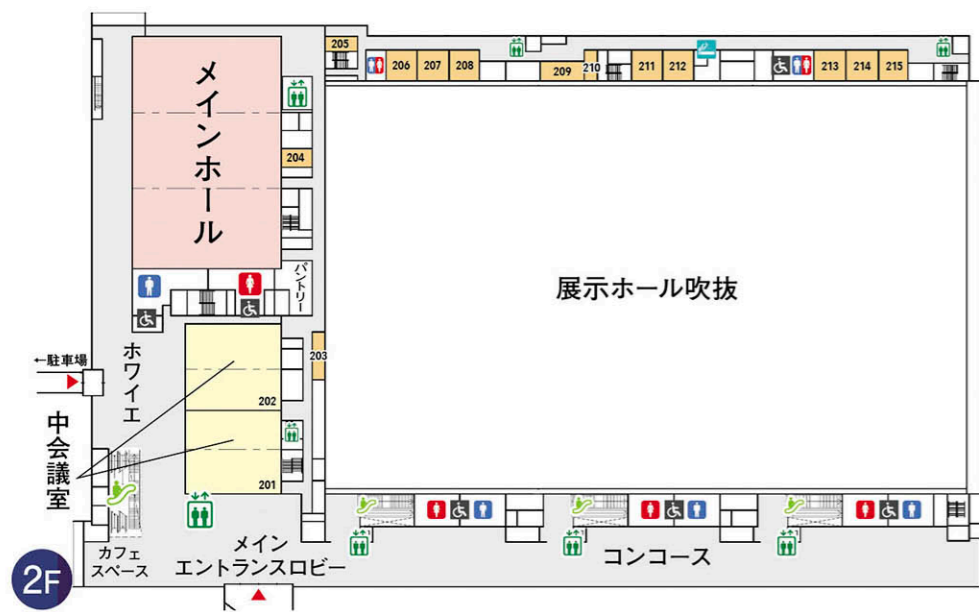 メインホール
205
206
207
208
209
210
211
212
213
214
215
204
パントリー
展示ホール吹抜
ホワイエ
←駐車場
203
202
201
中会議室
カフェ
スペース
メイン
エントランスロビー
コンコース
2F